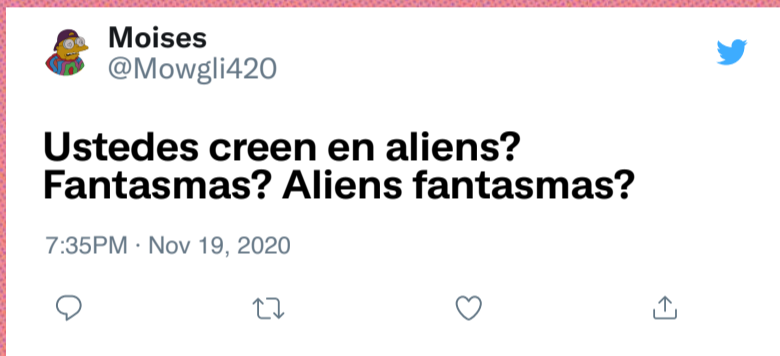 Moises
@Mowgli420
Ustedes creen en aliens?
Fantasmas? Aliens fantasmas?
7:35PM · Nov 19, 2020